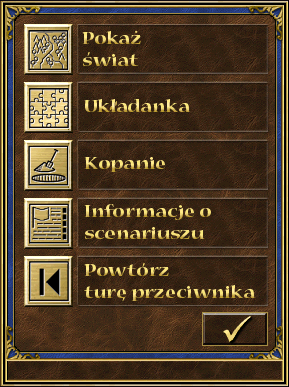 Pokaż
świat
Układanka
Kopanie
Informacje o
scenariuszu
Powtórz
turę przeciwnika